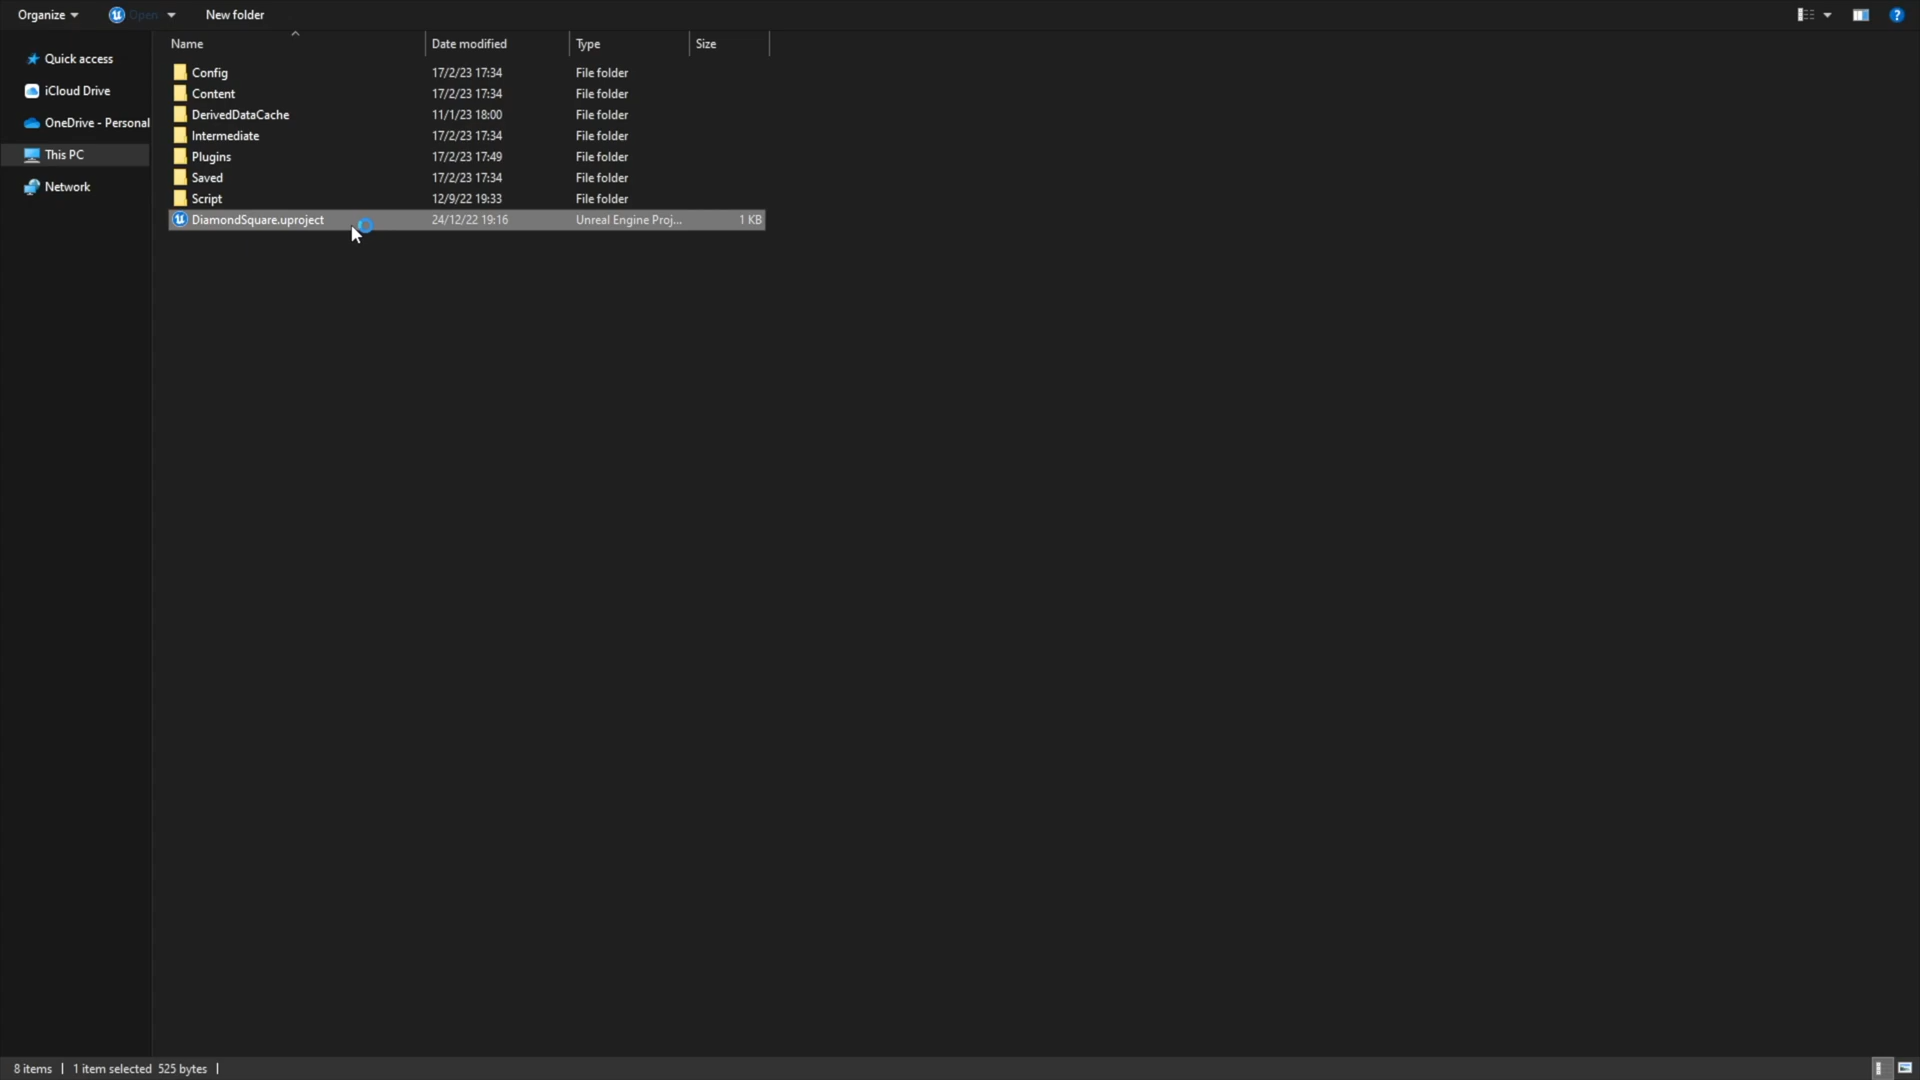 Organize Open New folder
Name Date modified Type Size
Quick access
iCloud Drive
OneDrive - Personal
This PC
Network
Config 17/2/23 17:34 File folder
Content 17/2/23 17:34 File folder
DerivedDataCache 11/1/23 18:00 File folder
Intermediate 17/2/23 17:34 File folder
Plugins 17/2/23 17:49 File folder
Saved 17/2/23 17:34 File folder
Script 12/9/22 19:33 File folder
DiamondSquare.uproject 24/12/22 19:16 Unreal Engine Proj... 1 KB
8 items 1 item selected 525 bytes